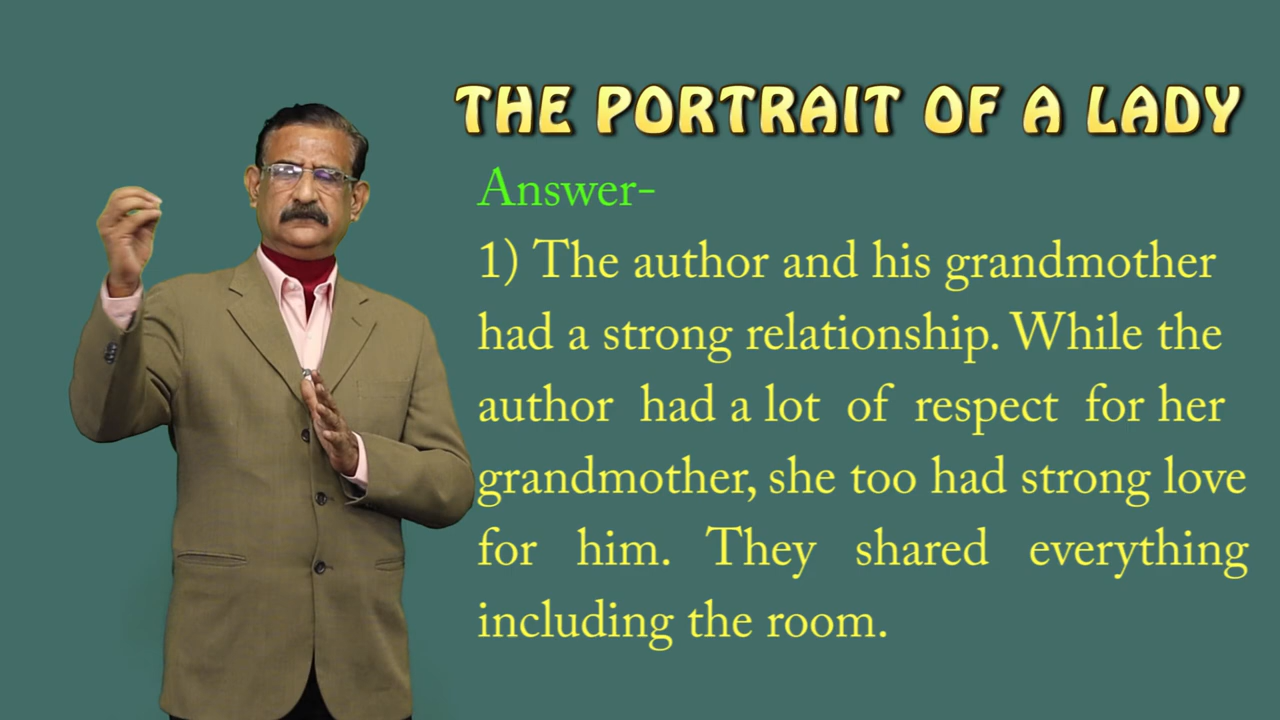 THE PORTRAIT OF A LADY
Answer-
1) The author and his grandmother
had a strong relationship. While the
author had a lot of respect for her
grandmother, she too had strong love
for him. They shared everything
including the room.